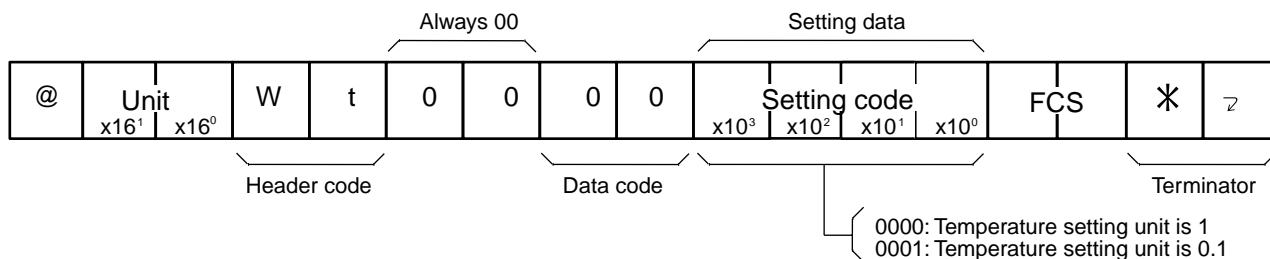 Always 00 Setting data
@ Unit W t 0 0 0 0 Setting code FCS *
x16¹ x16⁰ x10³ x10² x10¹ x10⁰
Header code Data code Terminator
0000: Temperature setting unit is 1
0001: Temperature setting unit is 0.1